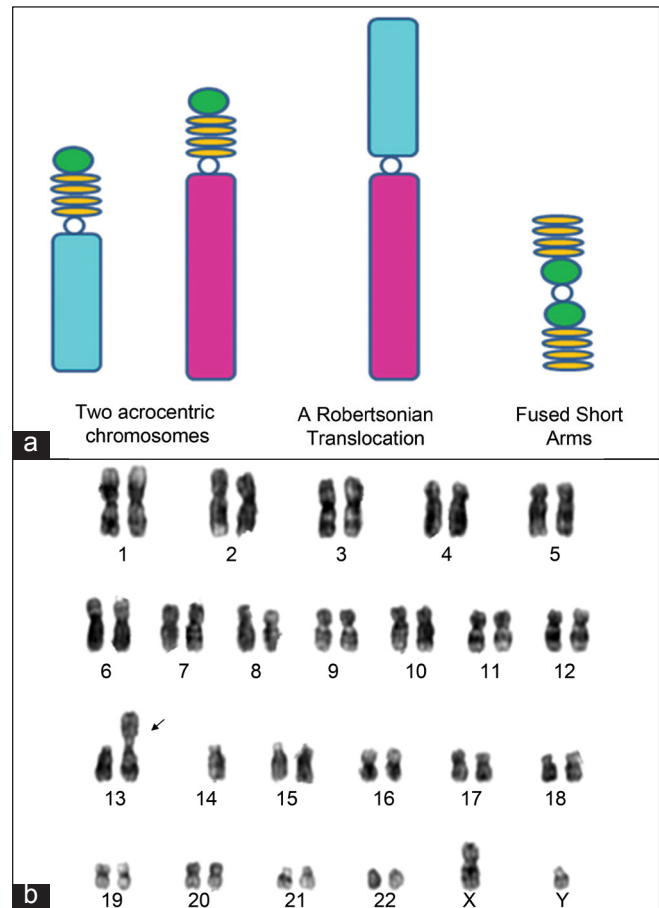 Two acrocentric
chromosomes
A Robertsonian
Translocation
Fused Short
Arms
a
1 2 3 4 5
6 7 8 9 10 11 12
13 14 15 16 17 18
19 20 21 22 X Y
b